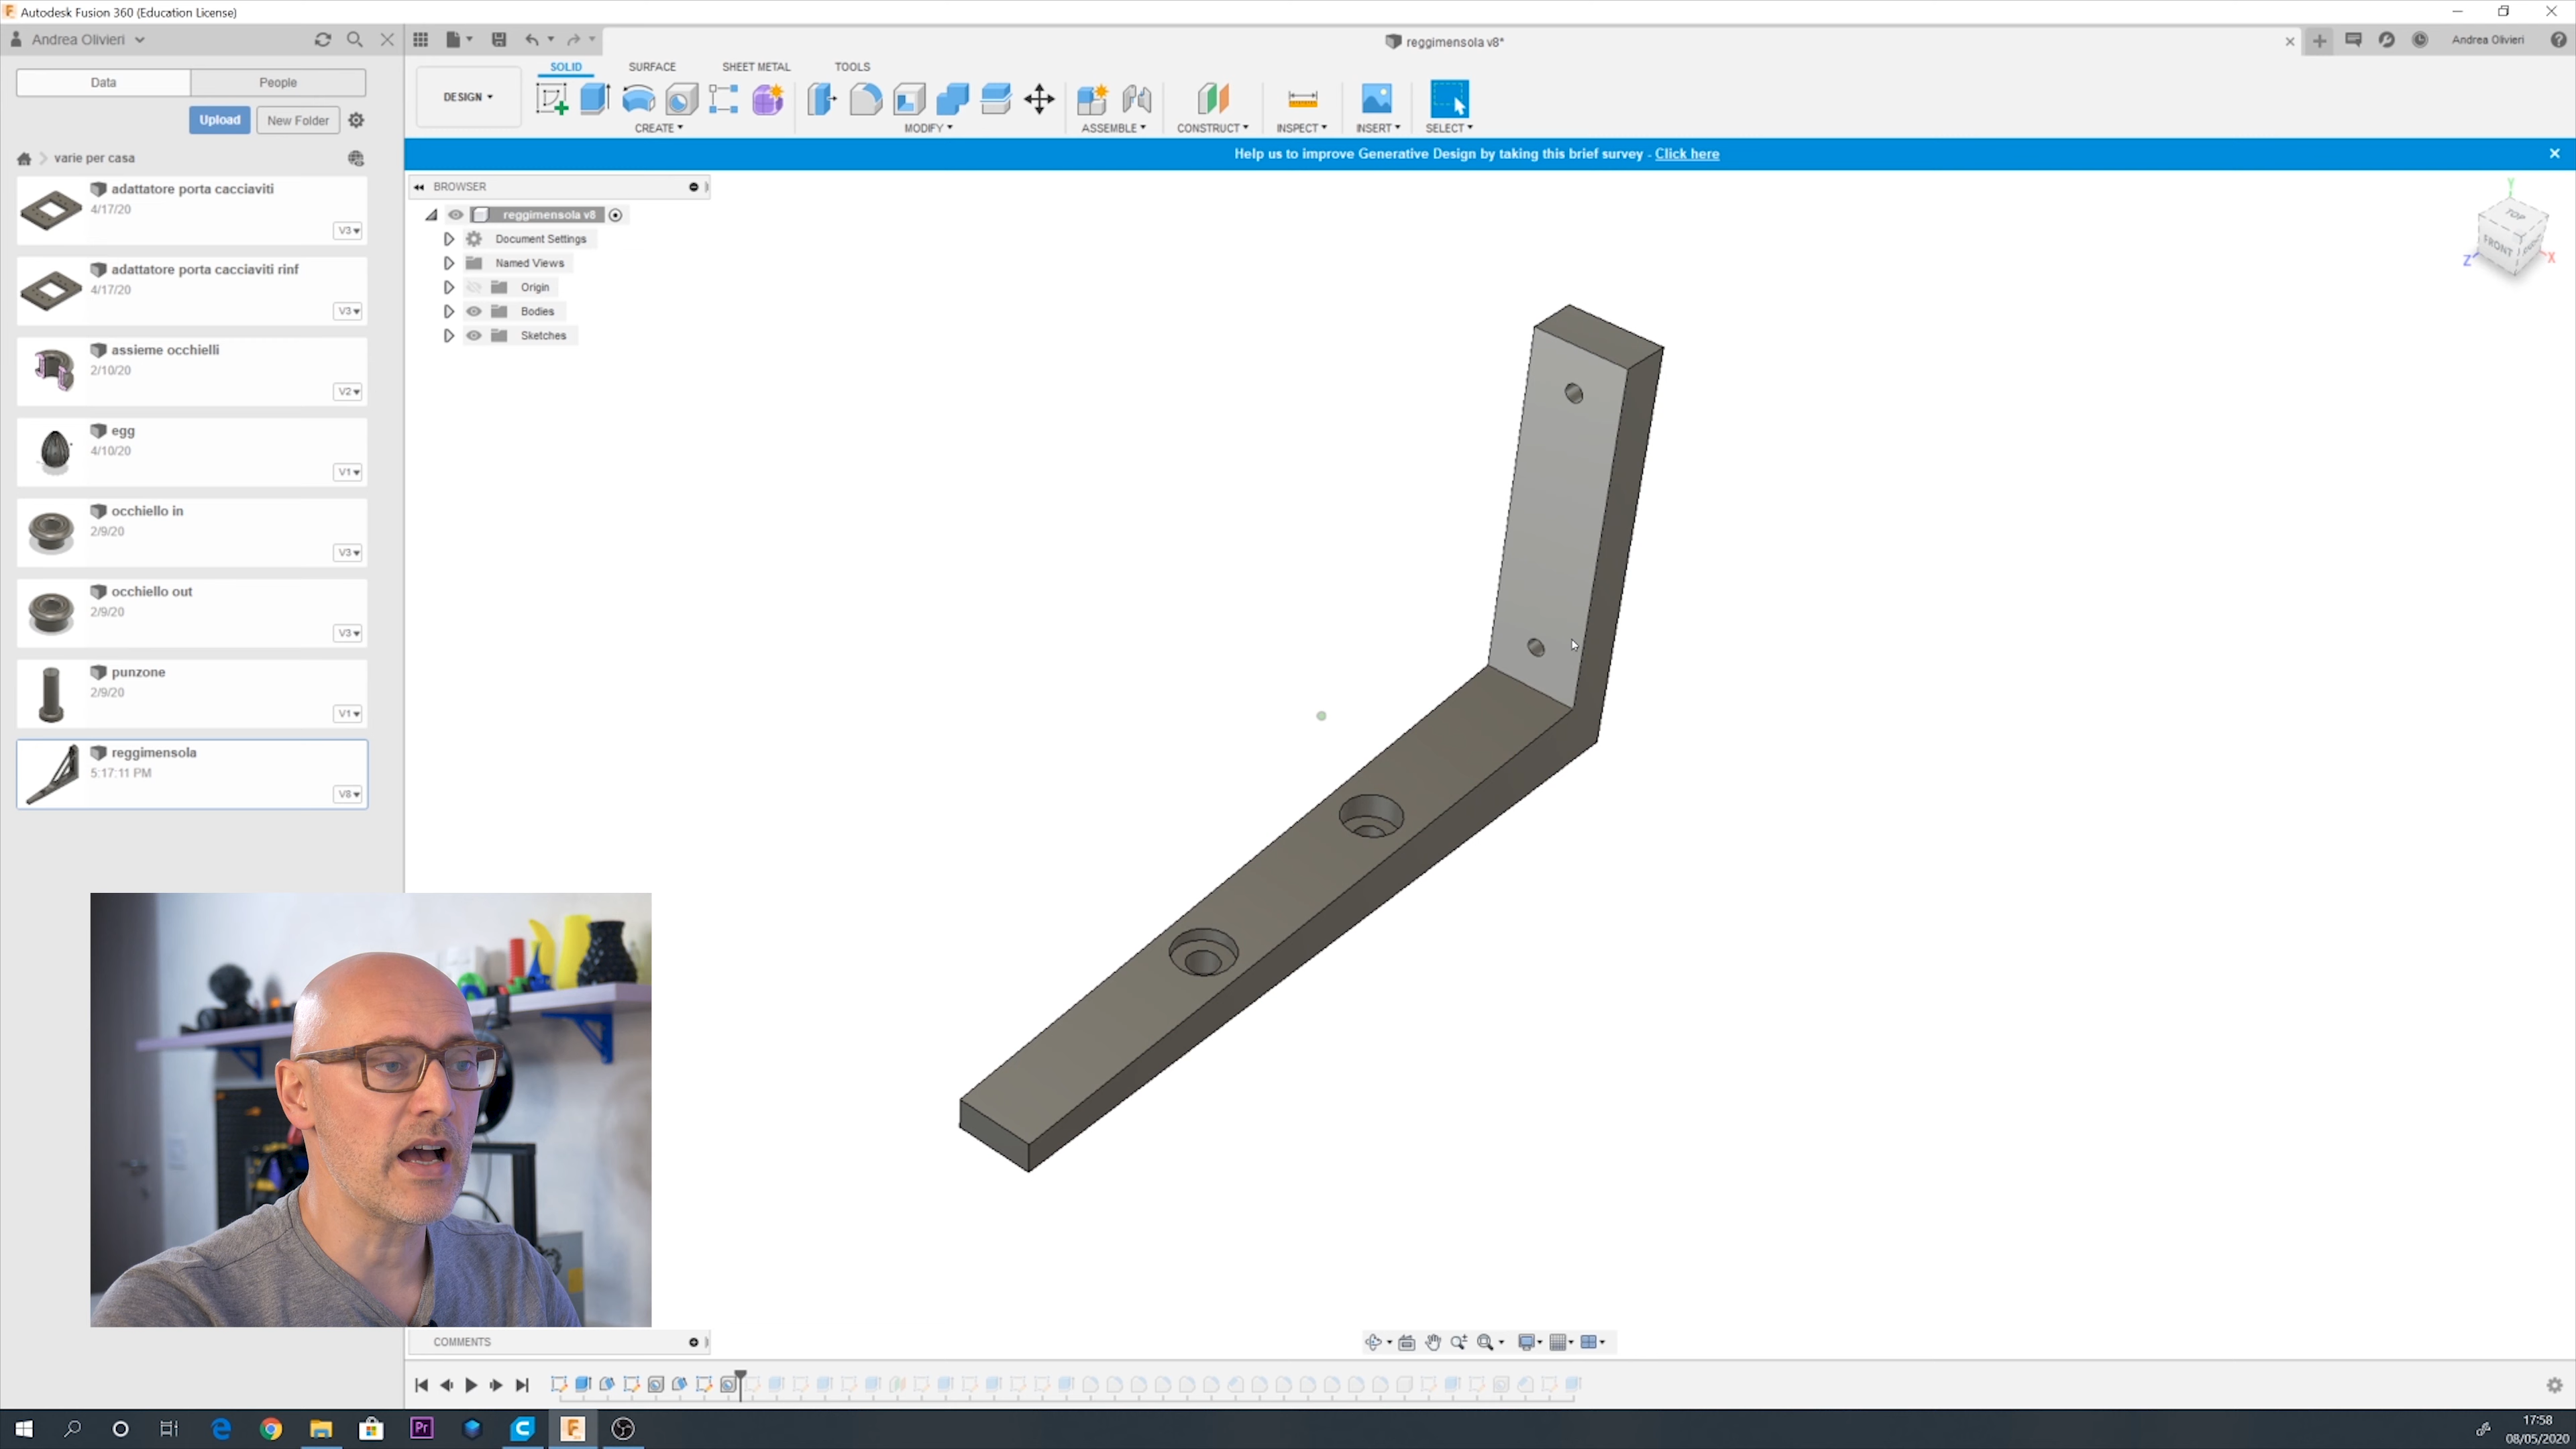 Autodesk Fusion 360 (Education License)
Andrea Olivieri
reggimensola v8*
Andrea Olivieri
Data
People
Upload
New Folder
varie per casa
adattatore porta cacciaviti
4/17/20
V3
adattatore porta cacciaviti rinf
4/17/20
V3
assieme occhielli
2/10/20
V2
egg
4/10/20
V1
occhiello in
2/9/20
V3
occhiello out
2/9/20
V3
punzone
2/9/20
V1
reggimensola
5:17:11 PM
V8
DESIGN
SOLID
SURFACE
SHEET METAL
TOOLS
CREATE
MODIFY
ASSEMBLE
CONSTRUCT
INSPECT
INSERT
SELECT
Help us to improve Generative Design by taking this brief survey - Click here
BROWSER
reggimensola v8
Document Settings
Named Views
Origin
Bodies
Sketches
Y
TOP
FRONT
Z
X
COMMENTS
Pr
17:58
08/05/2020